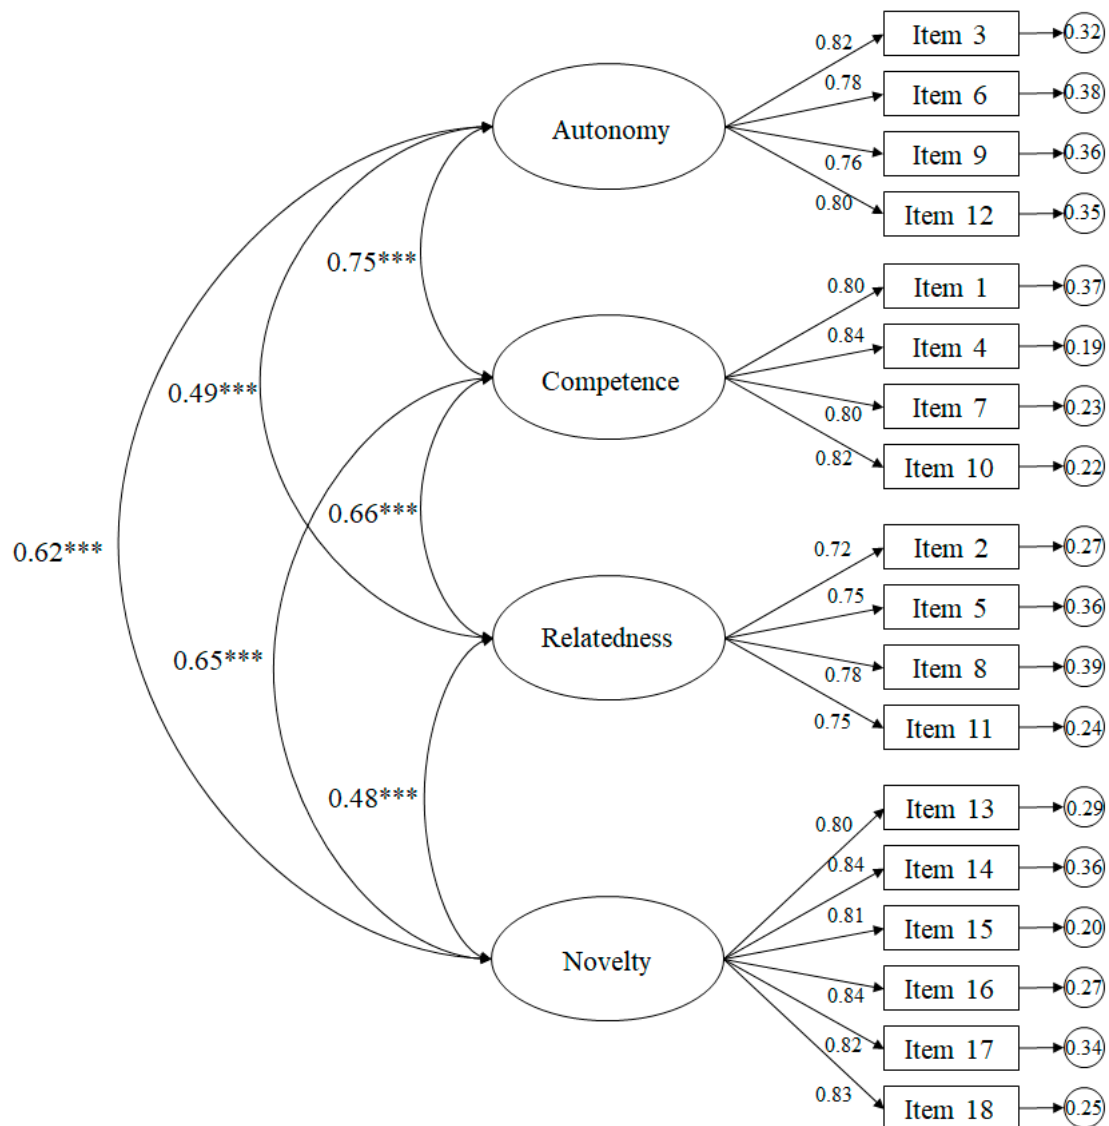 0.82
Item 3
0.32
0.78
Item 6
0.38
Autonomy
0.76
Item 9
0.36
0.80
Item 12
0.35
0.75***
0.80
Item 1
0.37
0.84
Item 4
0.19
Competence
0.49***
0.80
Item 7
0.23
0.82
Item 10
0.22
0.66***
0.62***
0.72
Item 2
0.27
0.75
Item 5
0.36
Relatedness
0.65***
0.78
Item 8
0.39
0.75
Item 11
0.24
0.48***
0.80
Item 13
0.29
0.84
Item 14
0.36
0.81
Item 15
0.20
Novelty
0.84
Item 16
0.27
0.82
Item 17
0.34
0.83
Item 18
0.25